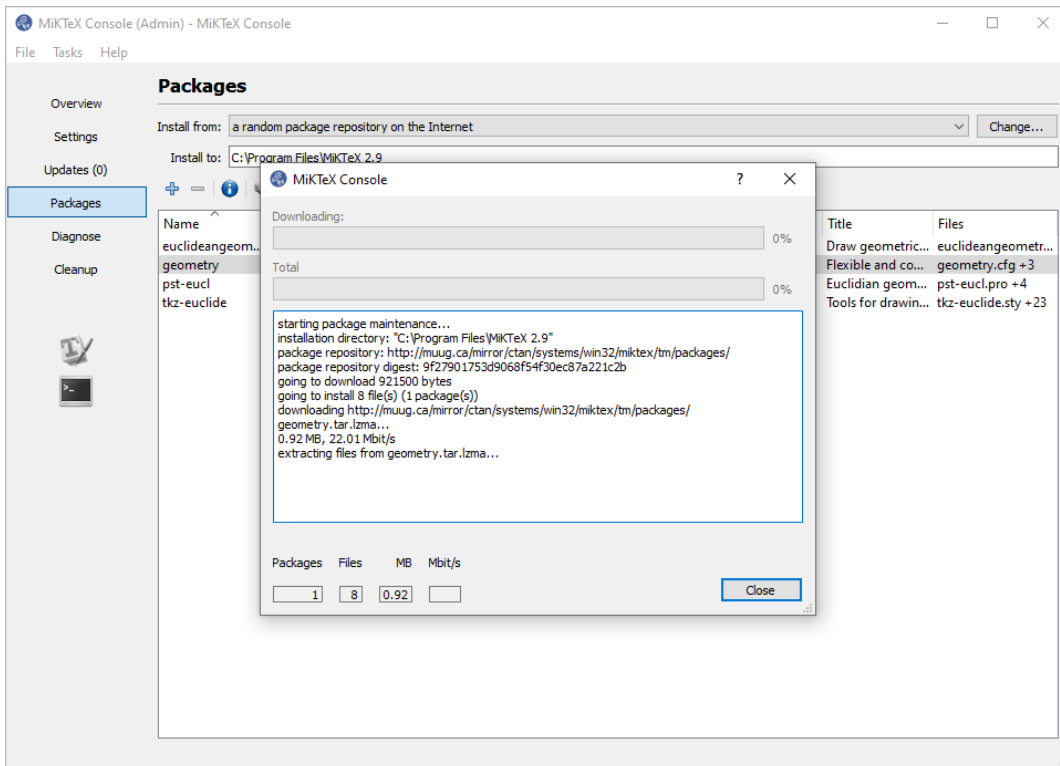 MiKTeX Console (Admin) - MiKTeX Console
File Tasks Help
Overview
Settings
Updates (0)
Packages
Diagnose
Cleanup
Packages
Install from: a random package repository on the Internet Change...
Install to: C:\Program Files\MiKTeX 2.9
Name Title Files
euclideangeom... Draw geometric... euclideangeometr...
geometry Flexible and co... geometry.cfg +3
pst-eucl Euclidian geom... pst-eucl.pro +4
tkz-euclide Tools for drawin... tkz-euclide.sty +23
MiKTeX Console ?
Downloading:
0%
Total
0%
starting package maintenance...
installation directory: "C:\Program Files\MiKTeX 2.9"
package repository: http://muug.ca/mirror/ctan/systems/win32/miktex/tm/packages/
package repository digest: 9f27901753d9068f54f30ec87a221c2b
going to download 921500 bytes
going to install 8 file(s) (1 package(s))
downloading http://muug.ca/mirror/ctan/systems/win32/miktex/tm/packages/
geometry.tar.lzma...
0.92 MB, 22.01 Mbit/s
extracting files from geometry.tar.lzma...
Packages Files MB Mbit/s
1 8 0.92
Close